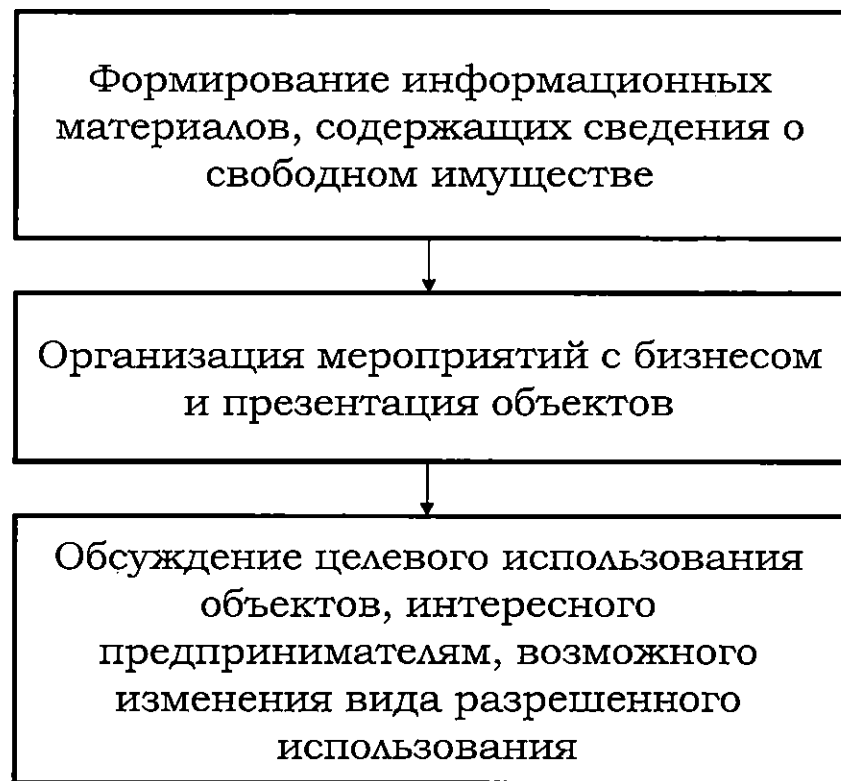 Формирование информационных
материалов, содержащих сведения о
свободном имуществе
Организация мероприятий с бизнесом
и презентация объектов
Обсуждение целевого использования
объектов, интересного
предпринимателям, возможного
изменения вида разрешенного
использования